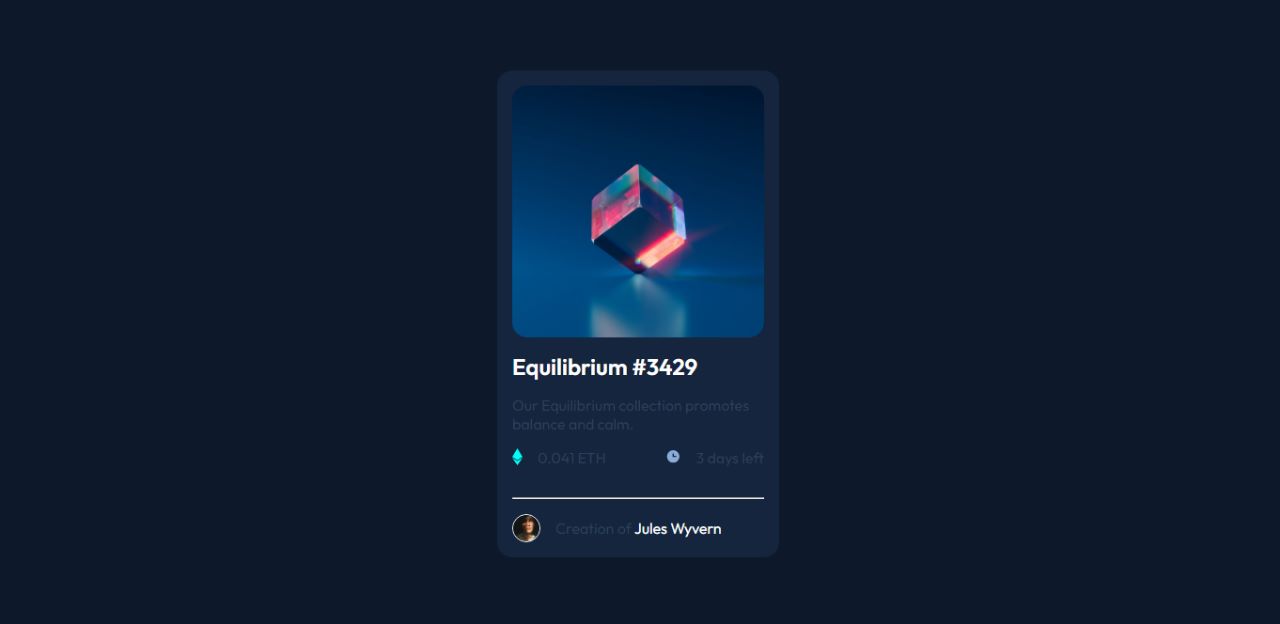 Equilibrium #3429
Our Equilibrium collection promotes
balance and calm.
0.041 ETH 3 days left
Creation of Jules Wyvern